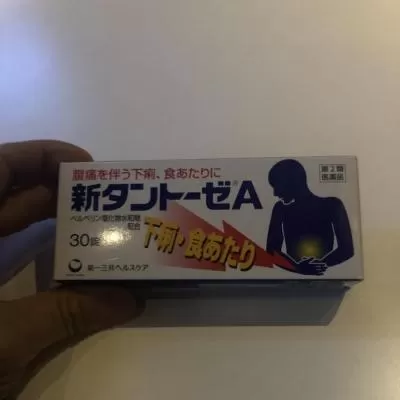 腹痛を伴う下痢、食あたりに
第2類
医薬品
新タントーゼ®A
ベルベリン塩化物水和物
配合
30錠
下痢・食あたり
第一三共ヘルスケア